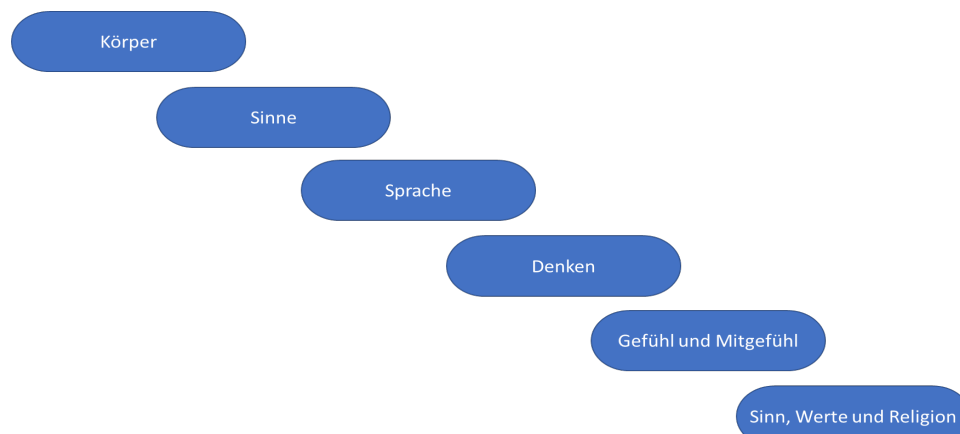 Körper
Sinne
Sprache
Denken
Gefühl und Mitgefühl
Sinn, Werte und Religion